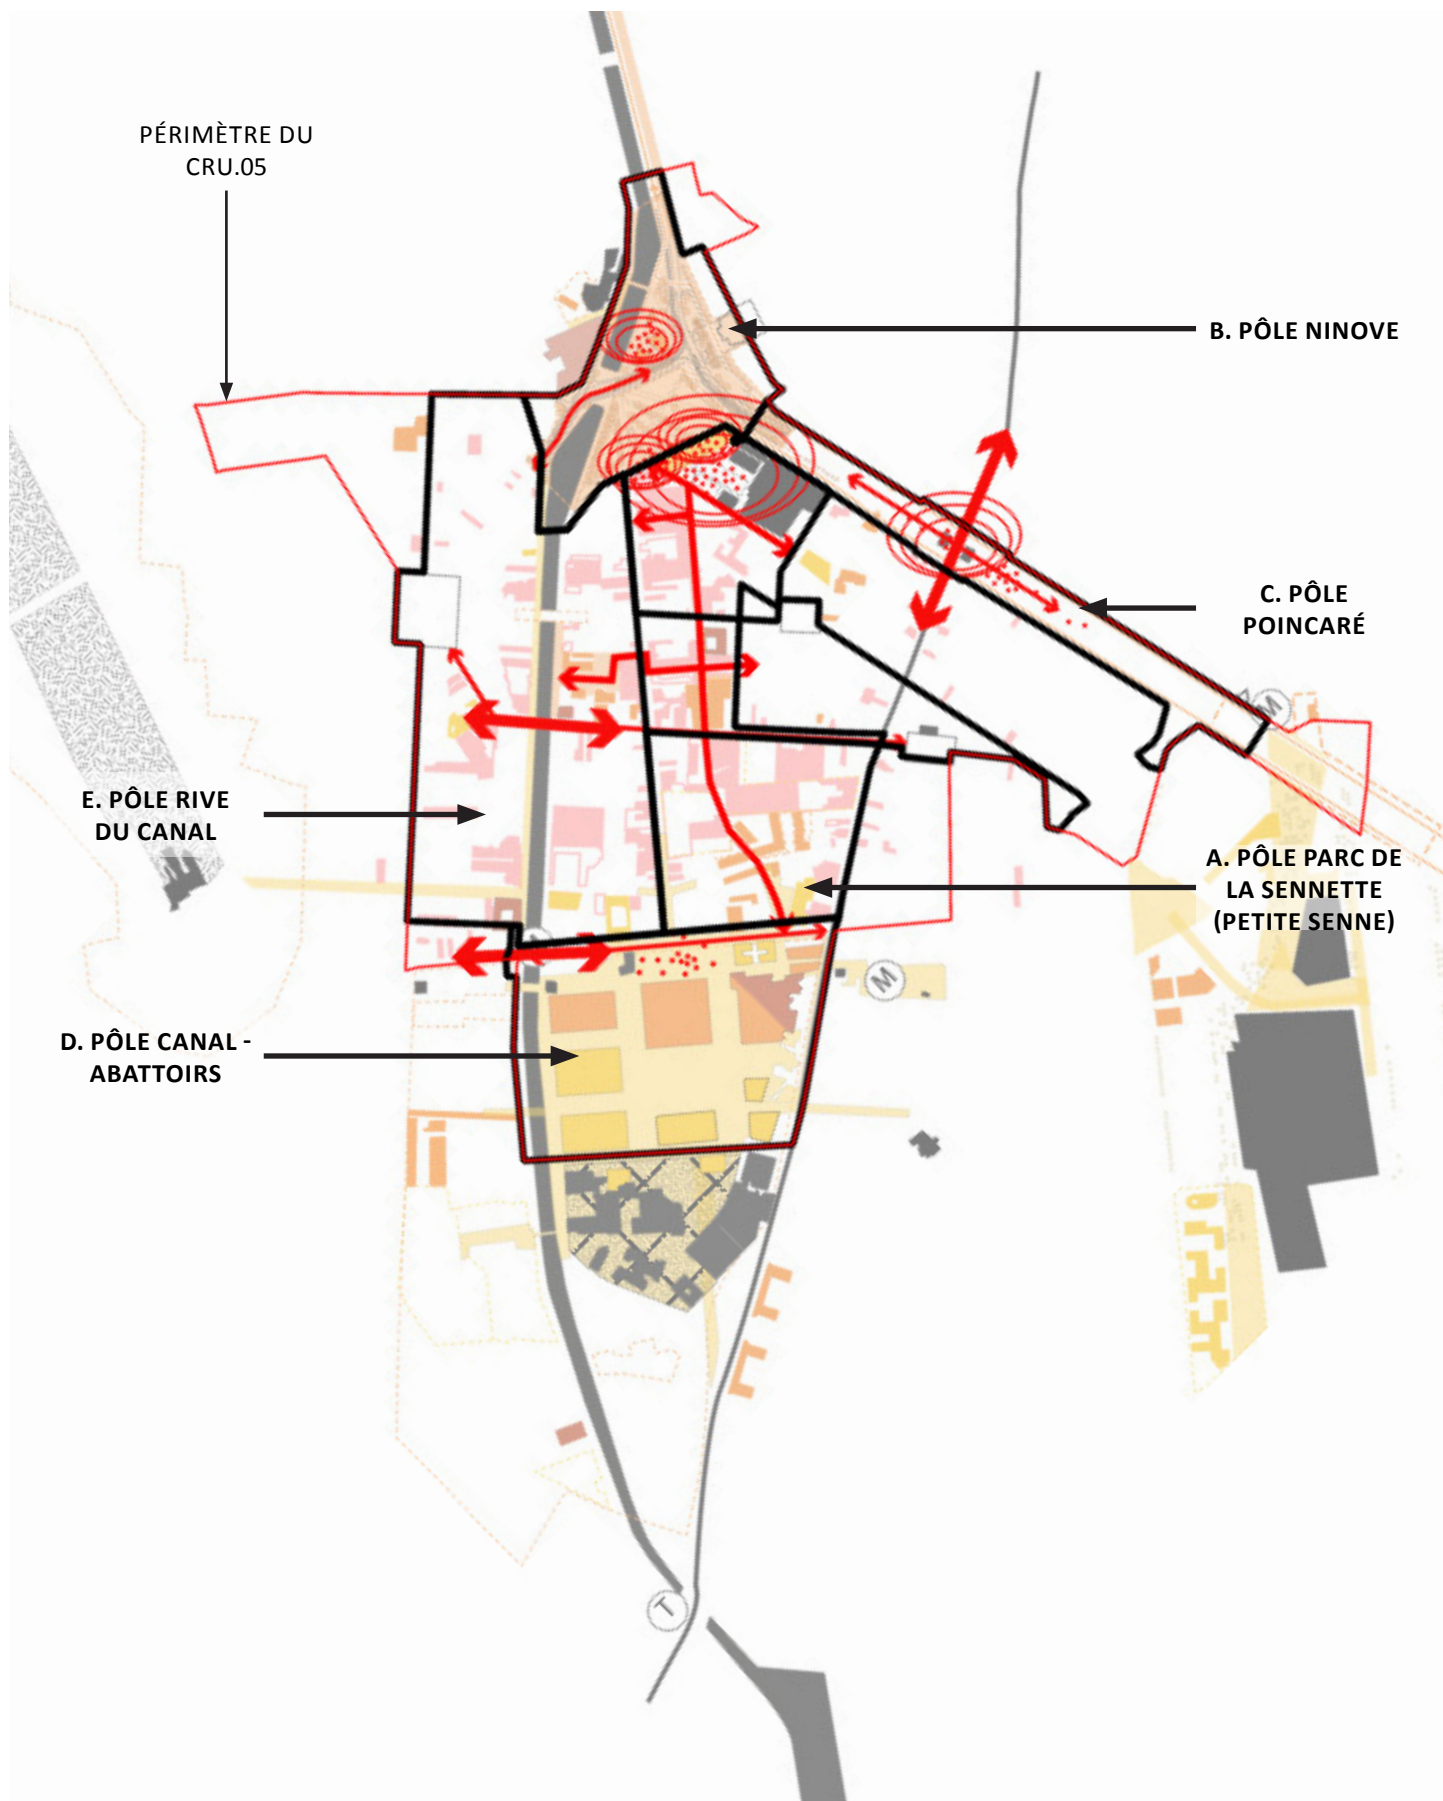 PÉRIMÈTRE DU
CRU.05
B. PÔLE NINOVE
C. PÔLE
POINCARÉ
M
E. PÔLE RIVE
DU CANAL
A. PÔLE PARC DE
LA SENNETTE
(PETITE SENNE)
M
D. PÔLE CANAL -
ABATTOIRS
T